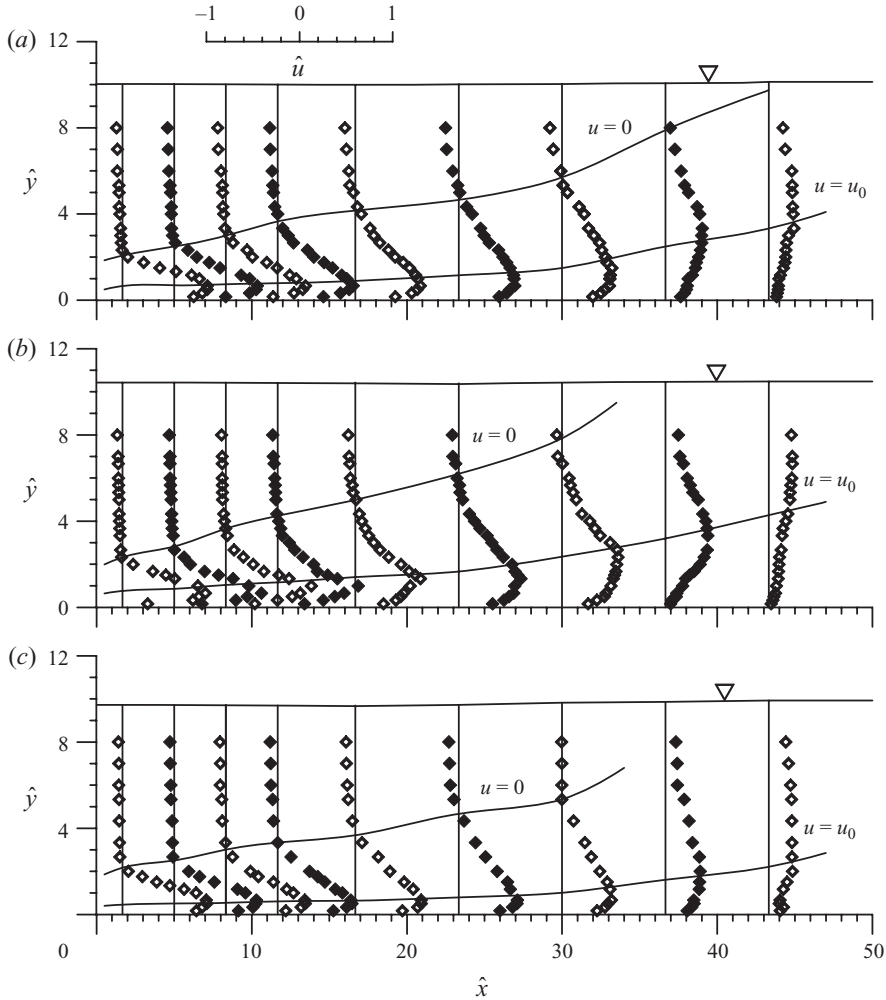 –1 0 1
û
(a) 12
8
ŷ
4
0
u = 0
u = u₀
(b) 12
8
ŷ
4
0
u = 0
u = u₀
(c) 12
8
ŷ
4
u = 0
u = u₀
0 10 20 30 40 50
x̂